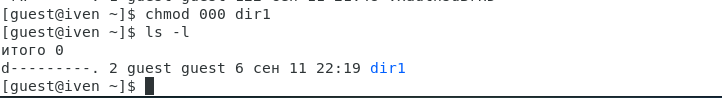 [guest@iven ~]$ chmod 000 dir1
[guest@iven ~]$ ls -l
итого 0
d---------. 2 guest guest 6 сен 11 22:19 dir1
[guest@iven ~]$